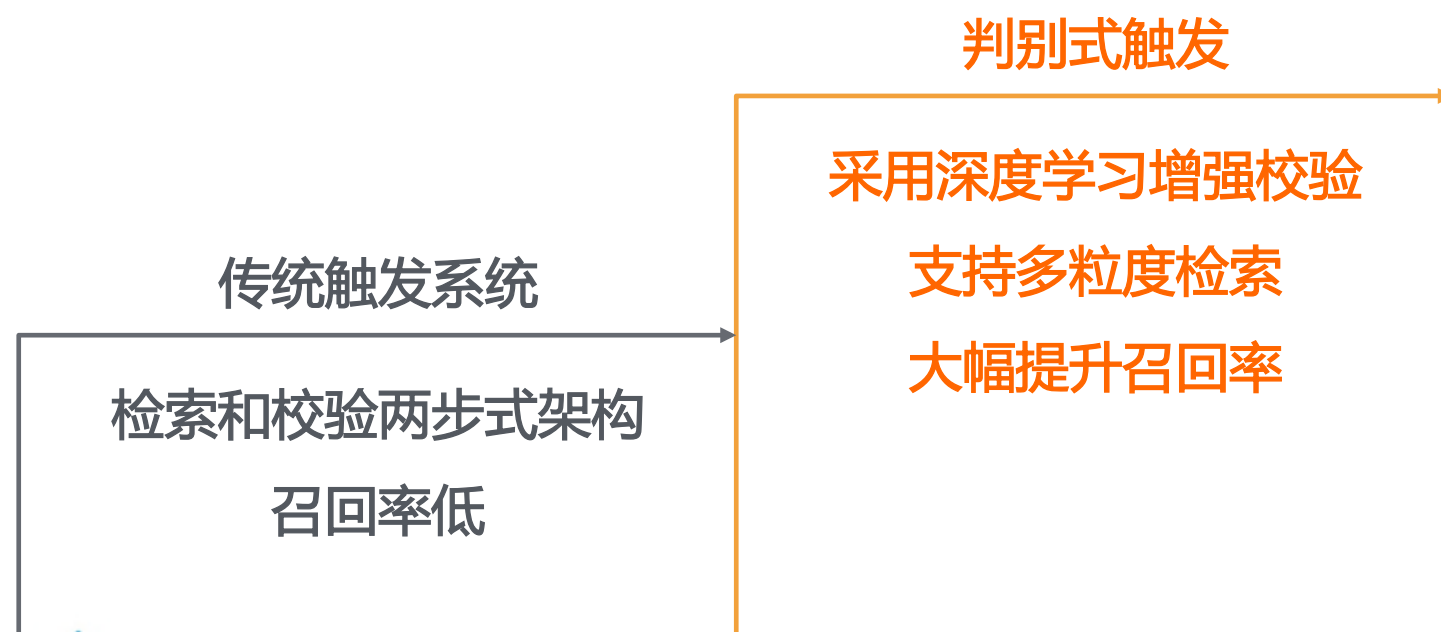 判别式触发
采用深度学习增强校验
支持多粒度检索
大幅提升召回率
传统触发系统
检索和校验两步式架构
召回率低